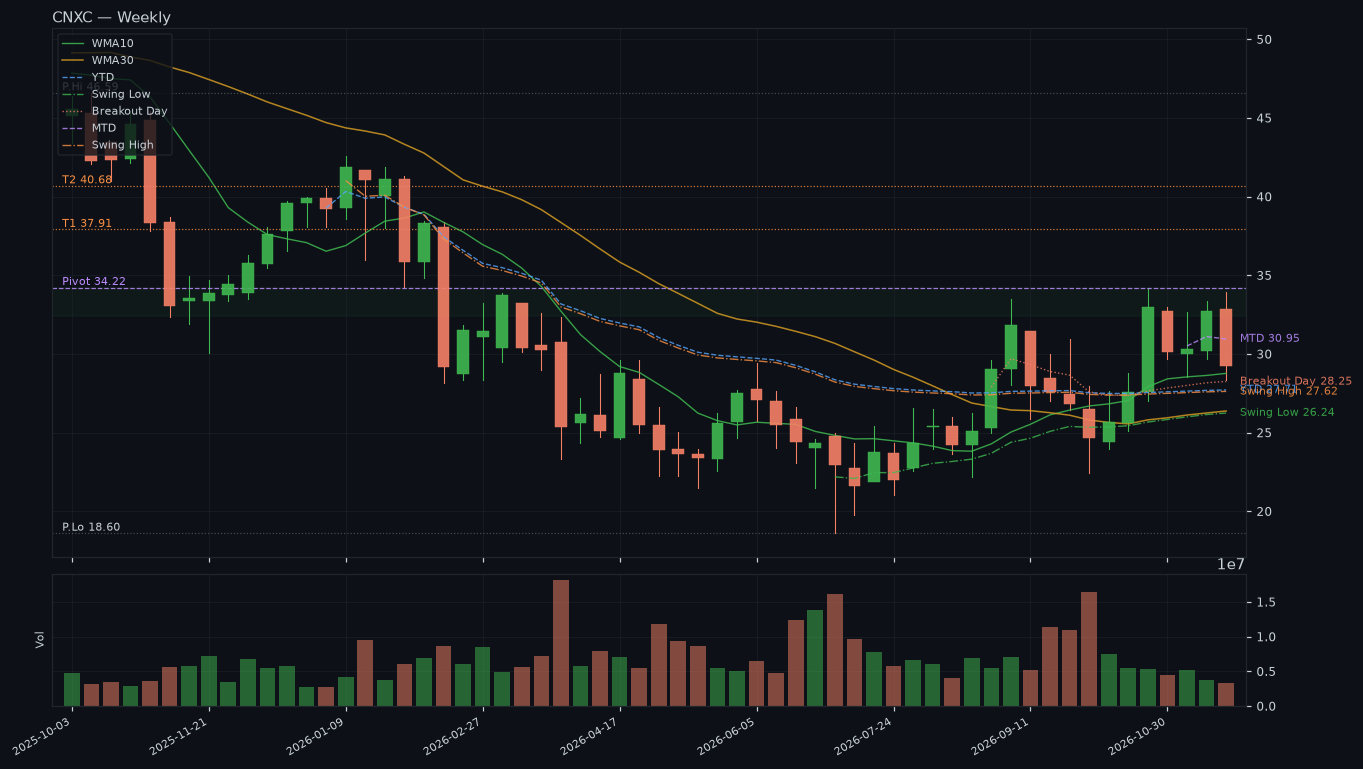 CNXC — Weekly
WMA10
WMA30
YTD
Swing Low
Breakout Day
MTD
Swing High
P.Hi 46.59
T2 40.68
T1 37.91
Pivot 34.22
P.Lo 18.60
50
45
40
35
30
25
20
MTD 30.95
Breakout Day 28.25
Swing High 27.62
Swing Low 26.24
1e7
Vol
1.5
1.0
0.5
0.0
2025-10-03
2025-11-21
2026-01-09
2026-02-27
2026-04-17
2026-06-05
2026-07-24
2026-09-11
2026-10-30